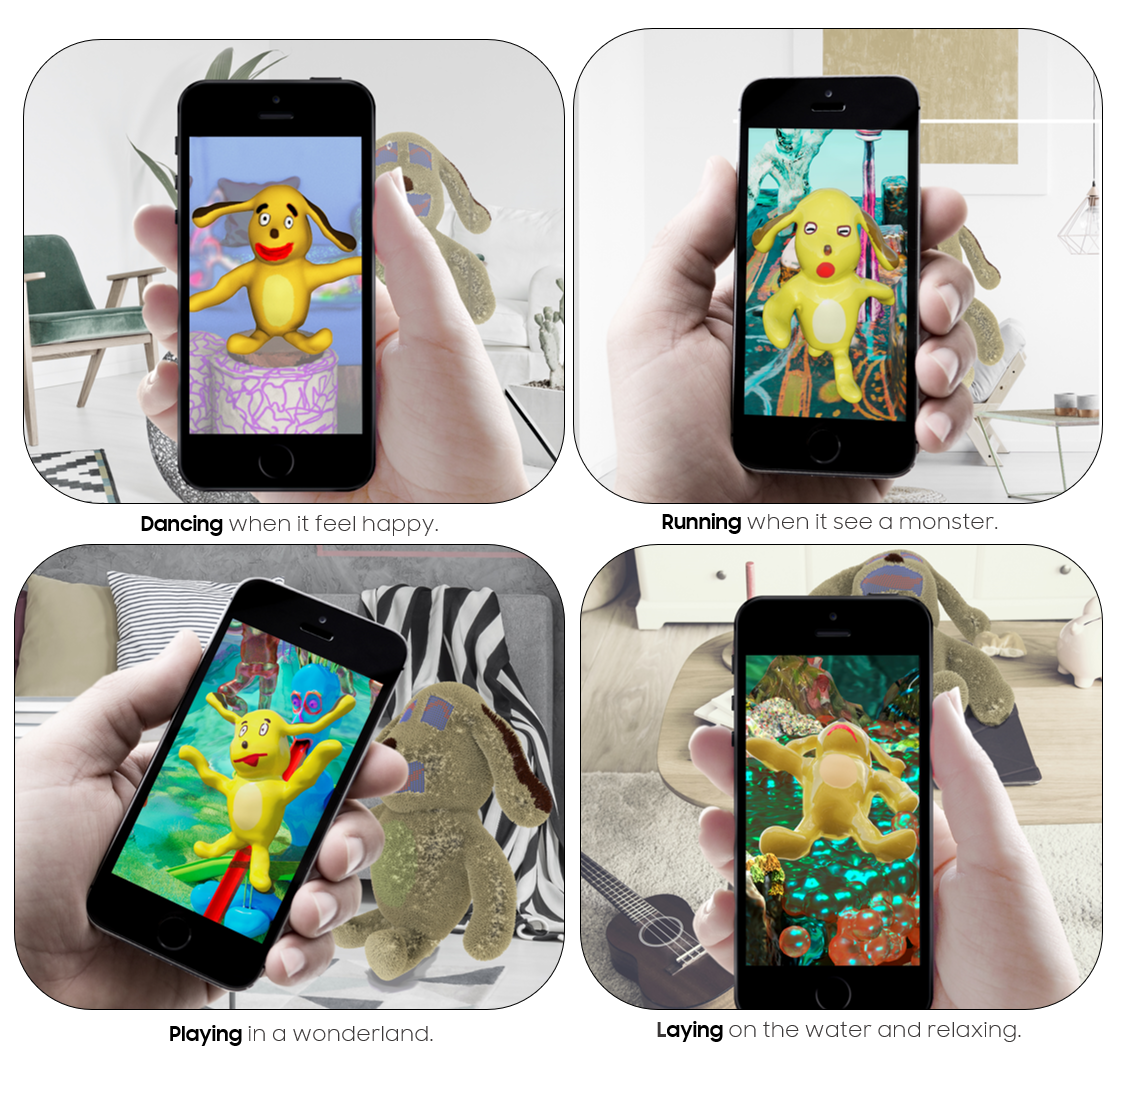 Dancing when it feel happy.
Running when it see a monster.
Playing in a wonderland.
Laying on the water and relaxing.